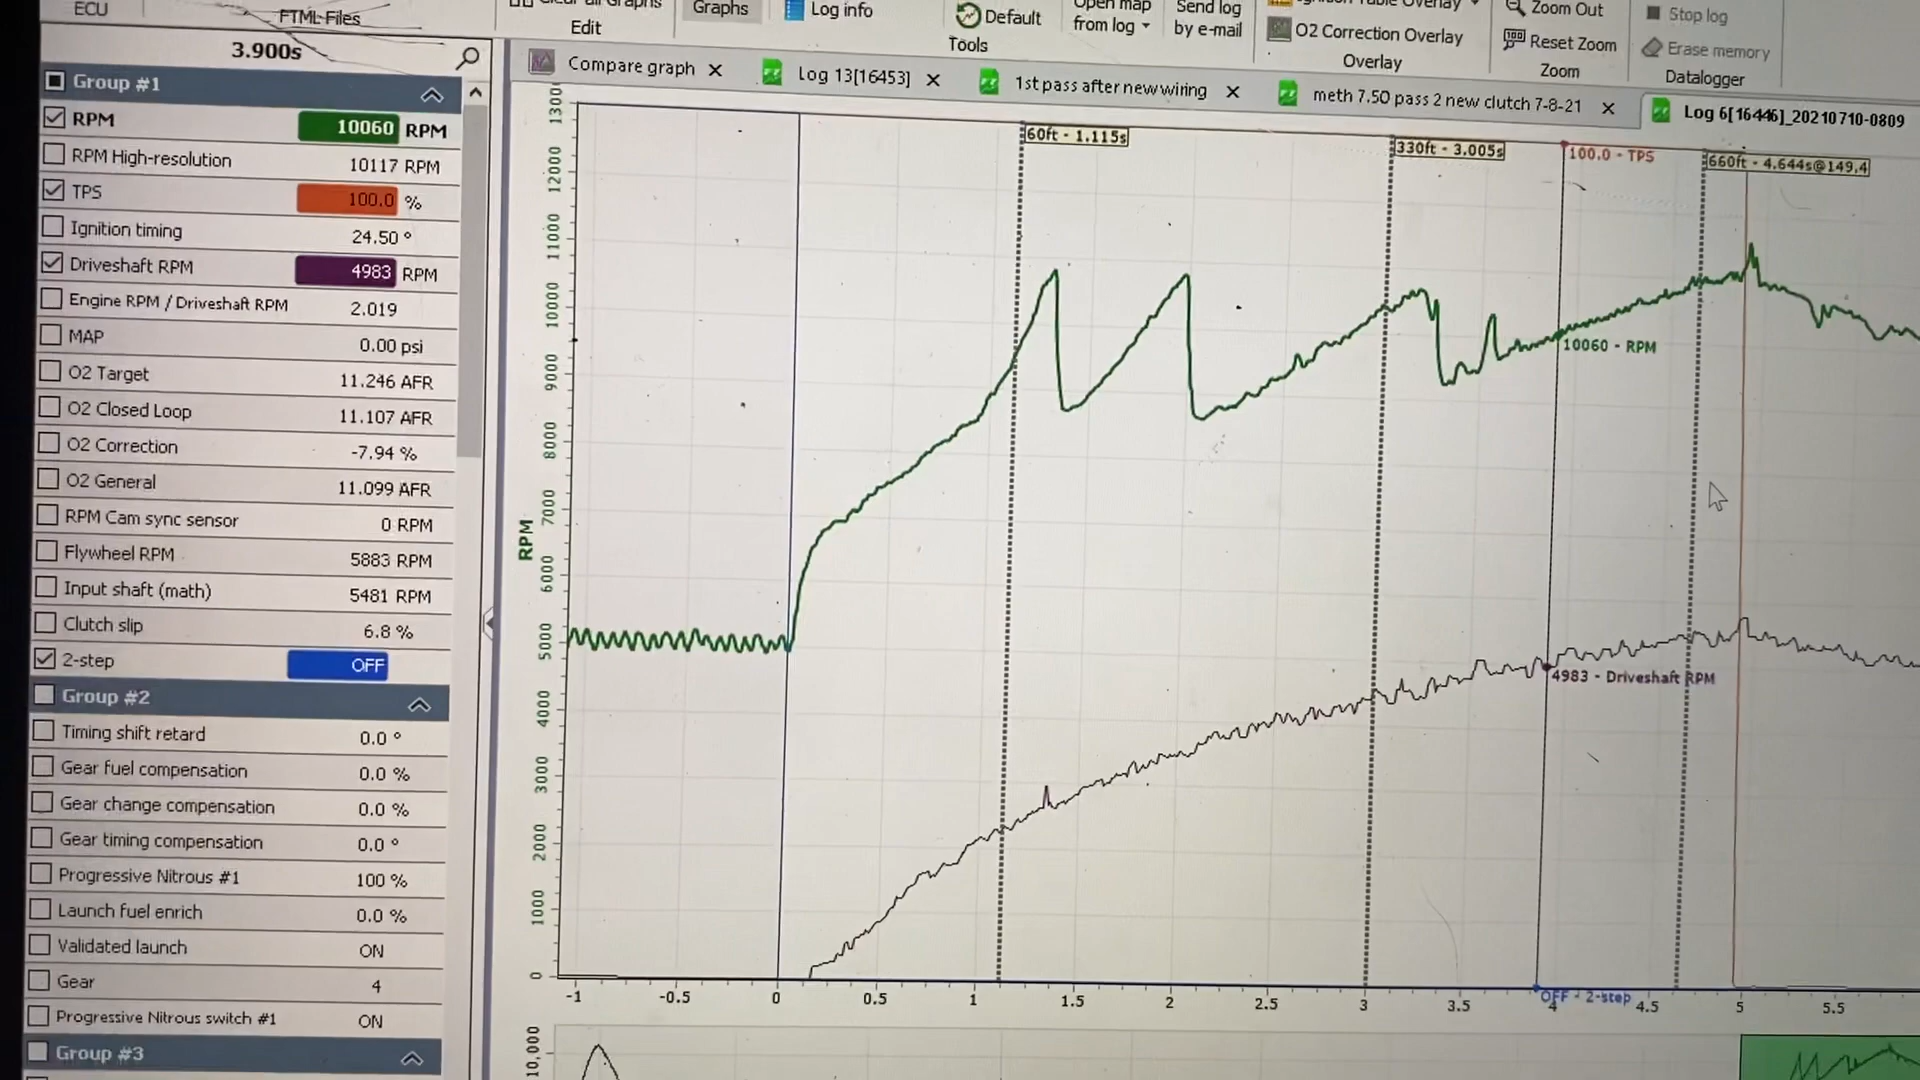 ECU
FTML Files
Clear all Graphs
Edit
Graphs
Log info
Default
Tools
Open map
from log
Send log
by e-mail
Ignition Table Overlay
O2 Correction Overlay
Overlay
Zoom Out
Reset Zoom
Zoom
Stop log
Erase memory
Datalogger
Compare graph
Log 13[16453]
1st pass after new wiring
meth 7.50 pass 2 new clutch 7-8-21
Log 6[16446]_20210710-0809
3.900s
Group #1
RPM 10060 RPM
RPM High-resolution 10117 RPM
TPS 100.0 %
Ignition timing 24.50 °
Driveshaft RPM 4983 RPM
Engine RPM / Driveshaft RPM 2.019
MAP 0.00 psi
O2 Target 11.246 AFR
O2 Closed Loop 11.107 AFR
O2 Correction -7.94 %
O2 General 11.099 AFR
RPM Cam sync sensor 0 RPM
Flywheel RPM 5883 RPM
Input shaft (math) 5481 RPM
Clutch slip 6.8 %
2-step OFF
Group #2
Timing shift retard 0.0 °
Gear fuel compensation 0.0 %
Gear change compensation 0.0 %
Gear timing compensation 0.0 °
Progressive Nitrous #1 100 %
Launch fuel enrich 0.0 %
Validated launch ON
Gear 4
Progressive Nitrous switch #1 ON
Group #3
60ft - 1.115s
330ft - 3.005s
100.0 - TPS
660ft - 4.644s@149,4
12000
11000
10000
9000
8000
7000
6000
5000
4000
3000
2000
1000
0
RPM
10060 - RPM
4983 - Driveshaft RPM
OFF - 2-step
-1 -0.5 0 0.5 1 1.5 2 2.5 3 3.5 4 4.5 5 5.5
10,000